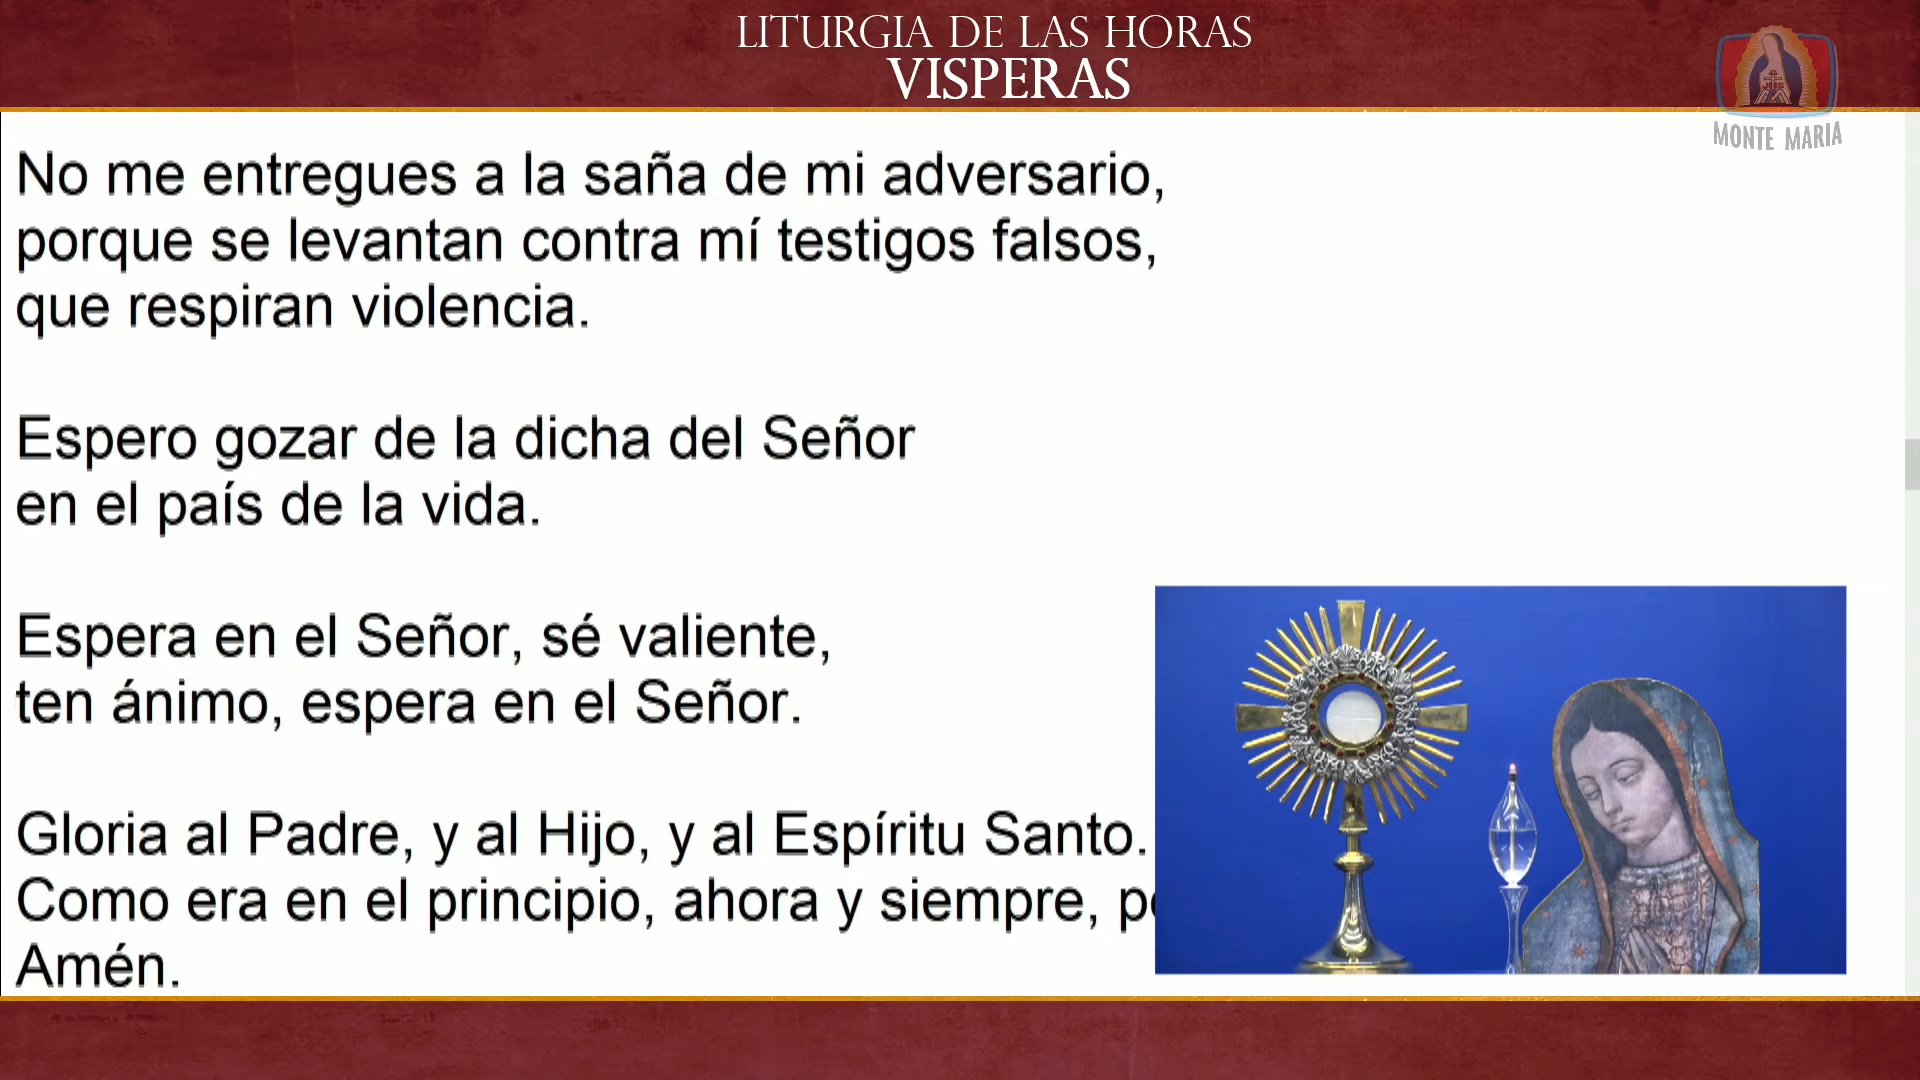 LITURGIA DE LAS HORAS
VISPERAS
MONTE MARIA
No me entregues a la saña de mi adversario,
porque se levantan contra mí testigos falsos,
que respiran violencia.
Espero gozar de la dicha del Señor
en el país de la vida.
Espera en el Señor, sé valiente,
ten ánimo, espera en el Señor.
Gloria al Padre, y al Hijo, y al Espíritu Santo.
Como era en el principio, ahora y siempre,
Amén.